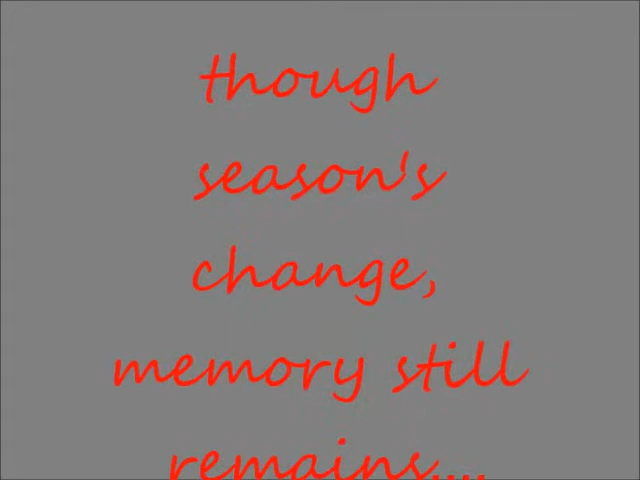 though
season's
change,
memory still
remains....